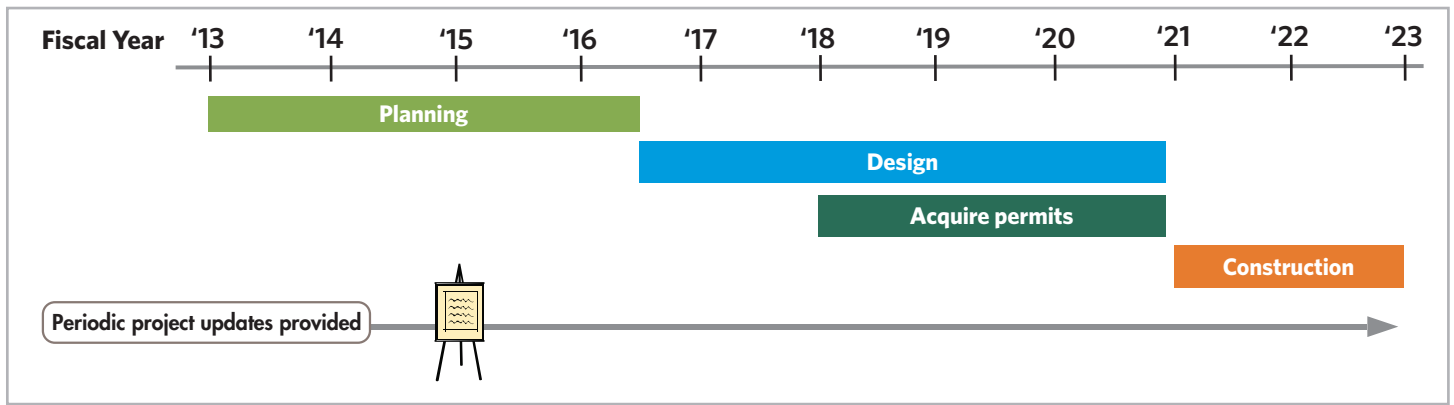 Fiscal Year ‘13 ‘14 ‘15 ‘16 ‘17 ‘18 ‘19 ‘20 ‘21 ‘22 ‘23
Planning
Design
Acquire permits
Construction
Periodic project updates provided